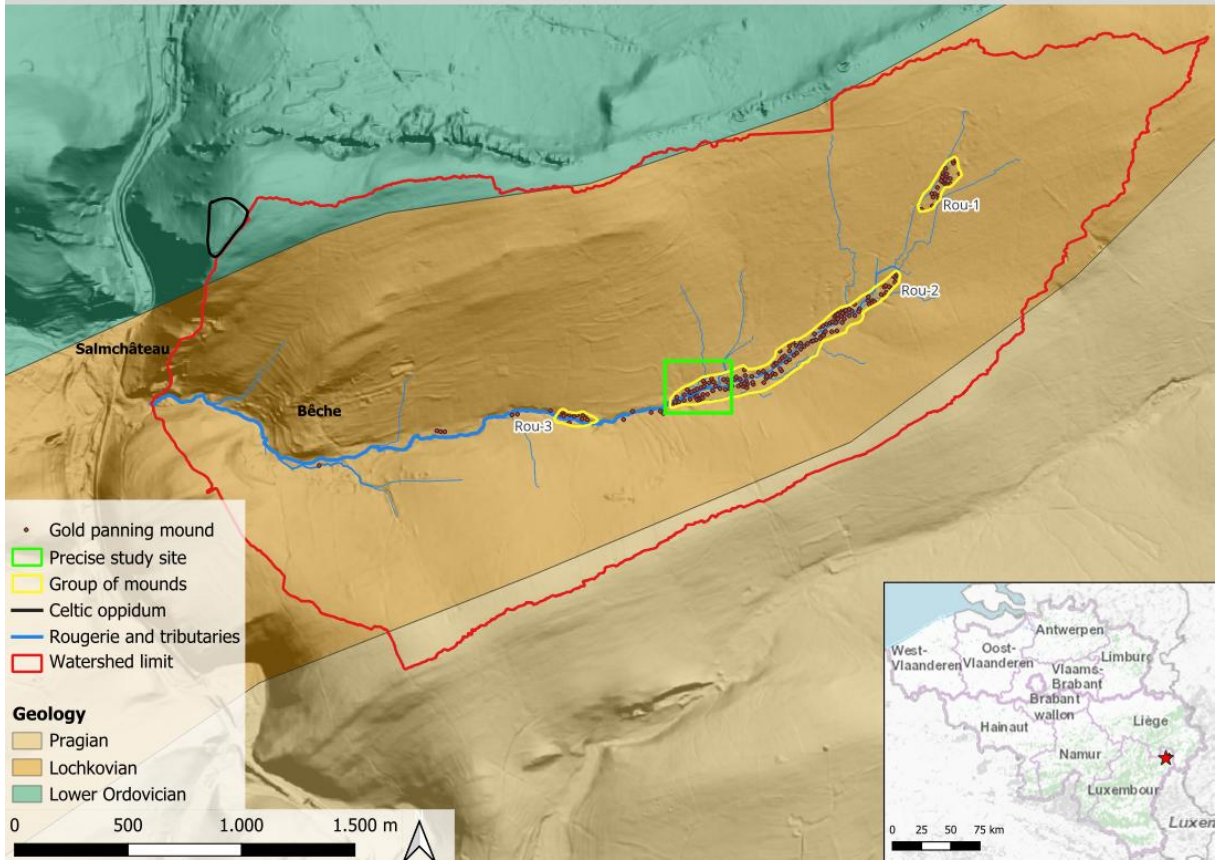 Rou-1
Rou-2
Salmchâteau
Bêche
Rou-3
Gold panning mound
Precise study site
Group of mounds
Celtic oppidum
Rougerie and tributaries
Watershed limit
Geology
Pragian
Lochkovian
Lower Ordovician
0 500 1.000 1.500 m
Antwerpen
West-
Vlaanderen
Oost-
Vlaanderen
Limburg
Vlaams-
Brabant
Brabant
wallon
Hainaut
Liège
Namur
Luxembourg
Luxem
0 25 50 75 km